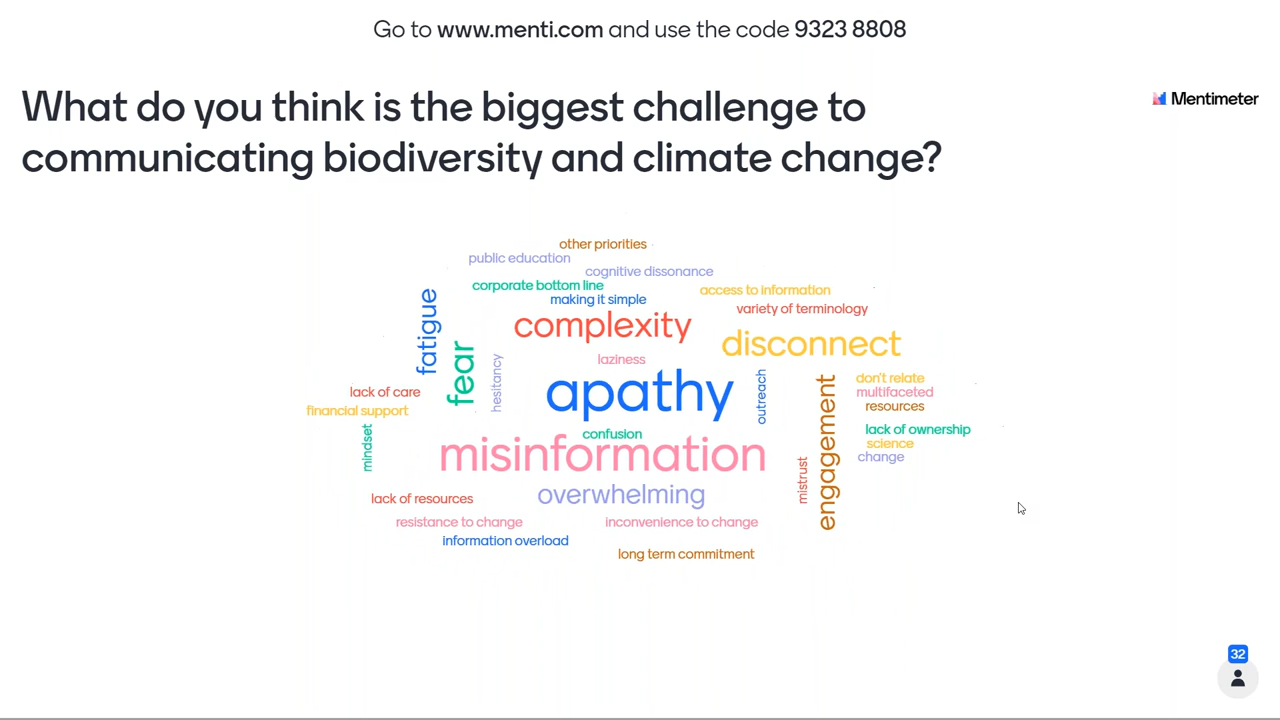 Go to www.menti.com and use the code 9323 8808
What do you think is the biggest challenge to
communicating biodiversity and climate change?
Mentimeter
other priorities
public education
cognitive dissonance
corporate bottom line
access to information
making it simple
variety of terminology
fatigue
complexity
disconnect
fear
laziness
hesitancy
apathy
outreach
engagement
don't relate
multifaceted
resources
lack of care
financial support
mindset
confusion
lack of ownership
science
change
misinformation
mistrust
overwhelming
lack of resources
resistance to change
inconvenience to change
information overload
long term commitment
32